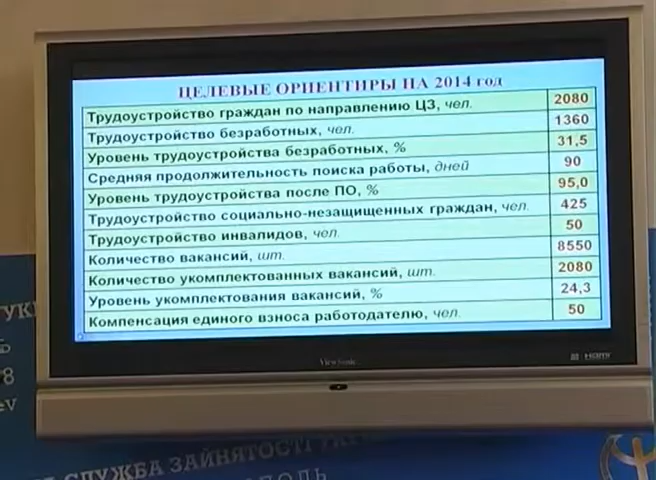 ЦЕЛЕВЫЕ ОРИЕНТИРЫ НА 2014 год
Трудоустройство граждан по направлению ЦЗ, чел. 2080
Трудоустройство безработных, чел. 1360
Уровень трудоустройства безработных, % 31,5
Средняя продолжительность поиска работы, дней 90
Уровень трудоустройства после ПО, % 95,0
Трудоустройство социально-незащищенных граждан, чел. 425
Трудоустройство инвалидов, чел. 50
Количество вакансий, шт. 8550
Количество укомплектованных вакансий, шт. 2080
Уровень укомплектования вакансий, % 24,3
Компенсация единого взноса работодателю, чел. 50
ViewSonic
HDMI
8
ev
СЛУЖБА ЗАЙНЯТОСТІ